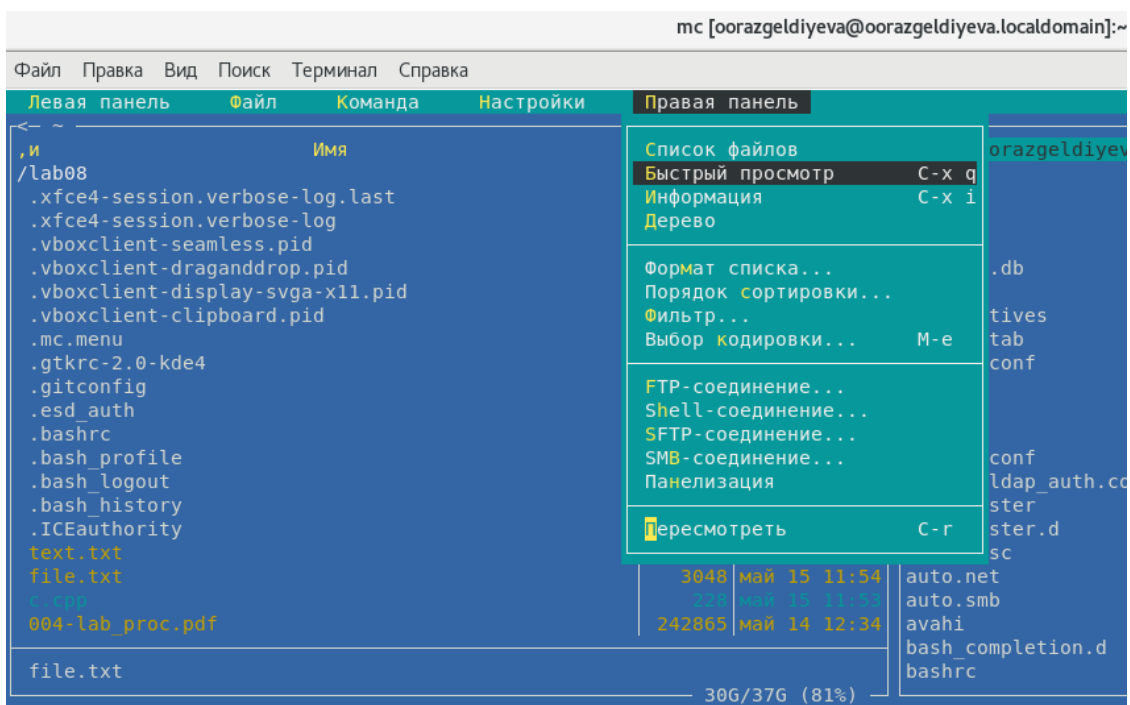 mc [oorazgeldiyeva@oorazgeldiyeva.localdomain]:~
Файл Правка Вид Поиск Терминал Справка
Левая панель Файл Команда Настройки Правая панель
<— ~
,и Имя
/lab08
.xfce4-session.verbose-log.last
.xfce4-session.verbose-log
.vboxclient-seamless.pid
.vboxclient-draganddrop.pid
.vboxclient-display-svga-x11.pid
.vboxclient-clipboard.pid
.mc.menu
.gtkrc-2.0-kde4
.gitconfig
.esd_auth
.bashrc
.bash_profile
.bash_logout
.bash_history
.ICEauthority
text.txt
file.txt 3048 май 15 11:54
c.cpp 228 май 15 11:53
004-lab_proc.pdf 242865 май 14 12:34
file.txt
30G/37G (81%)
Список файлов
Быстрый просмотр C-x q
Информация C-x i
Дерево
Формат списка...
Порядок сортировки...
Фильтр...
Выбор кодировки... M-e
FTP-соединение...
Shell-соединение...
SFTP-соединение...
SMB-соединение...
Панелизация
Пересмотреть C-r
orazgeldiyev
.db
tives
tab
conf
conf
ldap_auth.co
ster
ster.d
sc
auto.net
auto.smb
avahi
bash_completion.d
bashrc